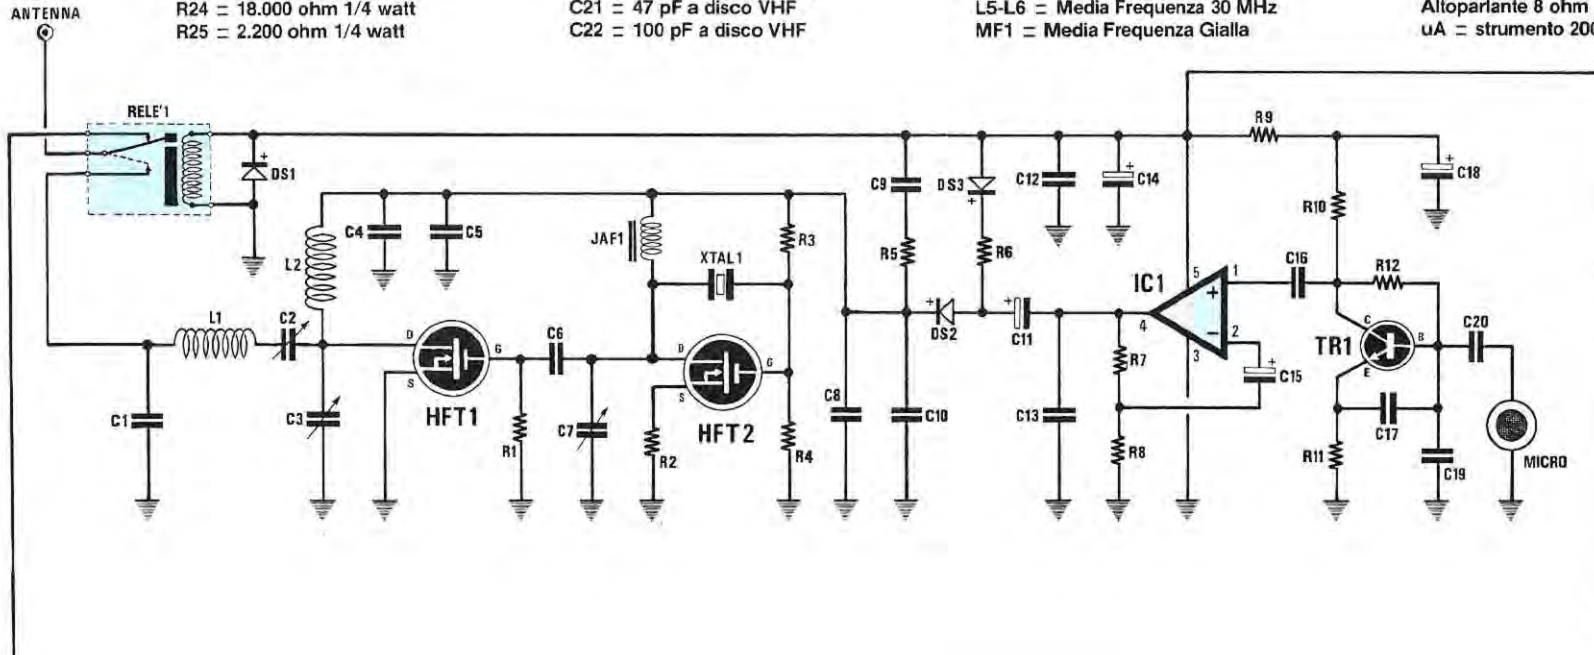 ANTENNA
R24 = 18.000 ohm 1/4 watt
R25 = 2.200 ohm 1/4 watt
C21 = 47 pF a disco VHF
C22 = 100 pF a disco VHF
L5-L6 = Media Frequenza 30 MHz
MF1 = Media Frequenza Gialla
Altoparlante 8 ohm
uA = strumento
RELE'1
DS1
+
L2
C4
C5
JAF1
XTAL1
R3
C9
R5
DS3
+
R6
C12
+
C14
R9
R10
+
C18
L1
C2
C1
C3
D
S
G
HFT1
R1
C6
C7
D
S
G
HFT2
R2
R4
C8
C10
+
DS2
+
C11
C13
R7
R8
IC1
5
4
3
1
2
+
−
+
C15
C16
R12
TR1
C
B
E
C17
R11
C19
C20
MICRO